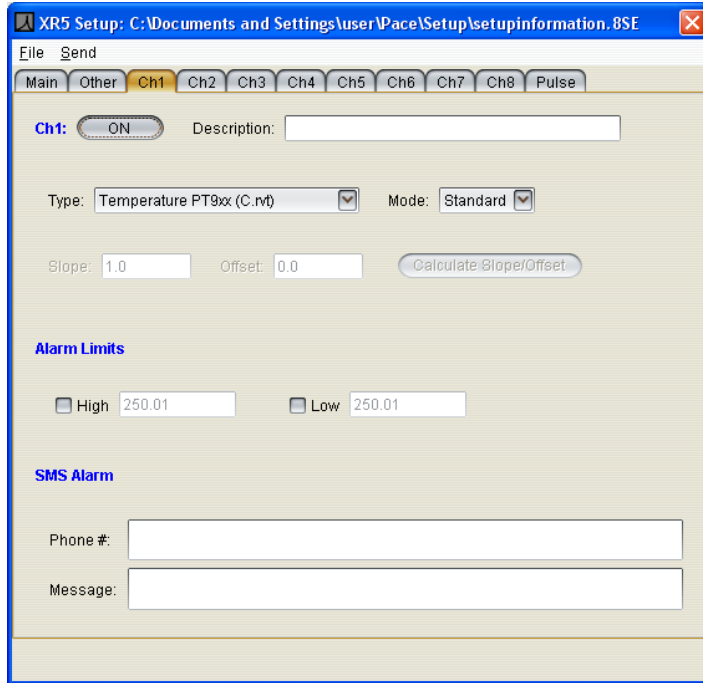 XR5 Setup: C:\Documents and Settings\user\Pace\Setup\setupinformation.8SE
File Send
Main Other Ch1 Ch2 Ch3 Ch4 Ch5 Ch6 Ch7 Ch8 Pulse
Ch1: ON Description:
Type: Temperature PT9xx (C.rvt) Mode: Standard
Slope: 1.0 Offset: 0.0 Calculate Slope/Offset
Alarm Limits
High 250.01 Low 250.01
SMS Alarm
Phone #:
Message: